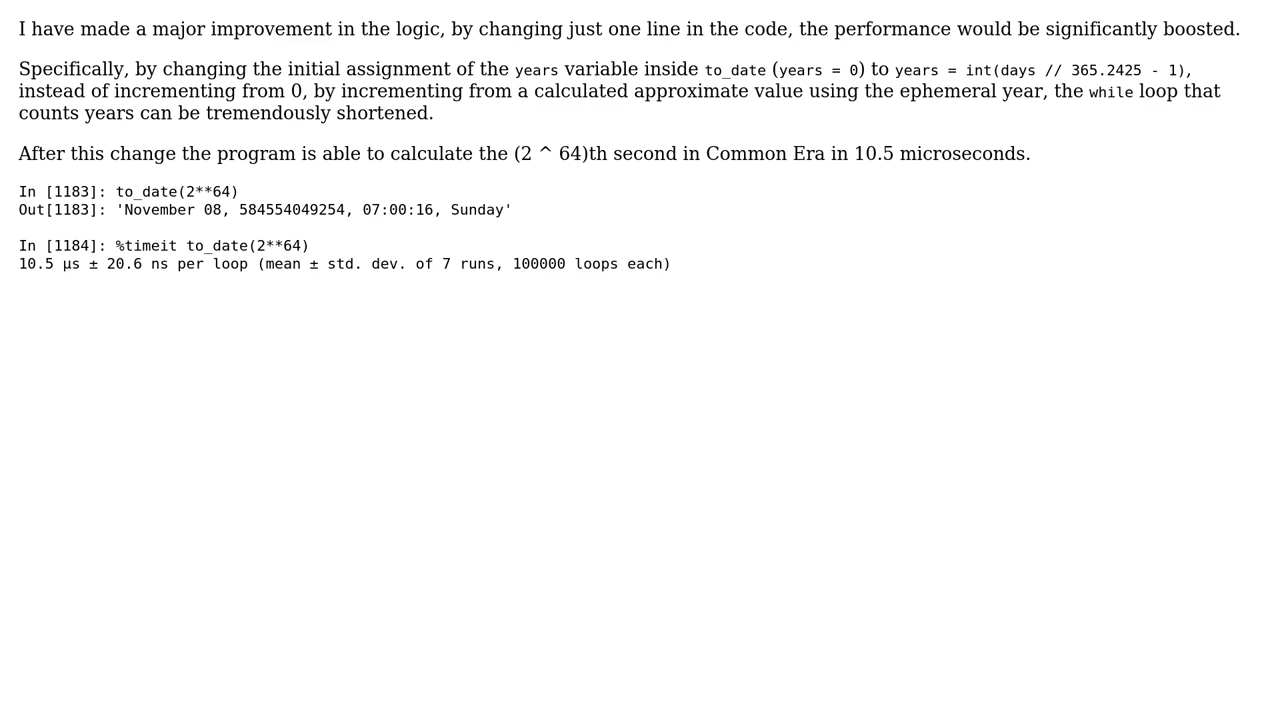 I have made a major improvement in the logic, by changing just one line in the code, the performance would be significantly boosted.
Specifically, by changing the initial assignment of the years variable inside to_date (years = 0) to years = int(days // 365.2425 - 1),
instead of incrementing from 0, by incrementing from a calculated approximate value using the ephemeral year, the while loop that
counts years can be tremendously shortened.
After this change the program is able to calculate the (2 ^ 64)th second in Common Era in 10.5 microseconds.
In [1183]: to_date(2**64)
Out[1183]: 'November 08, 584554049254, 07:00:16, Sunday'
In [1184]: %timeit to_date(2**64)
10.5 µs ± 20.6 ns per loop (mean ± std. dev. of 7 runs, 100000 loops each)